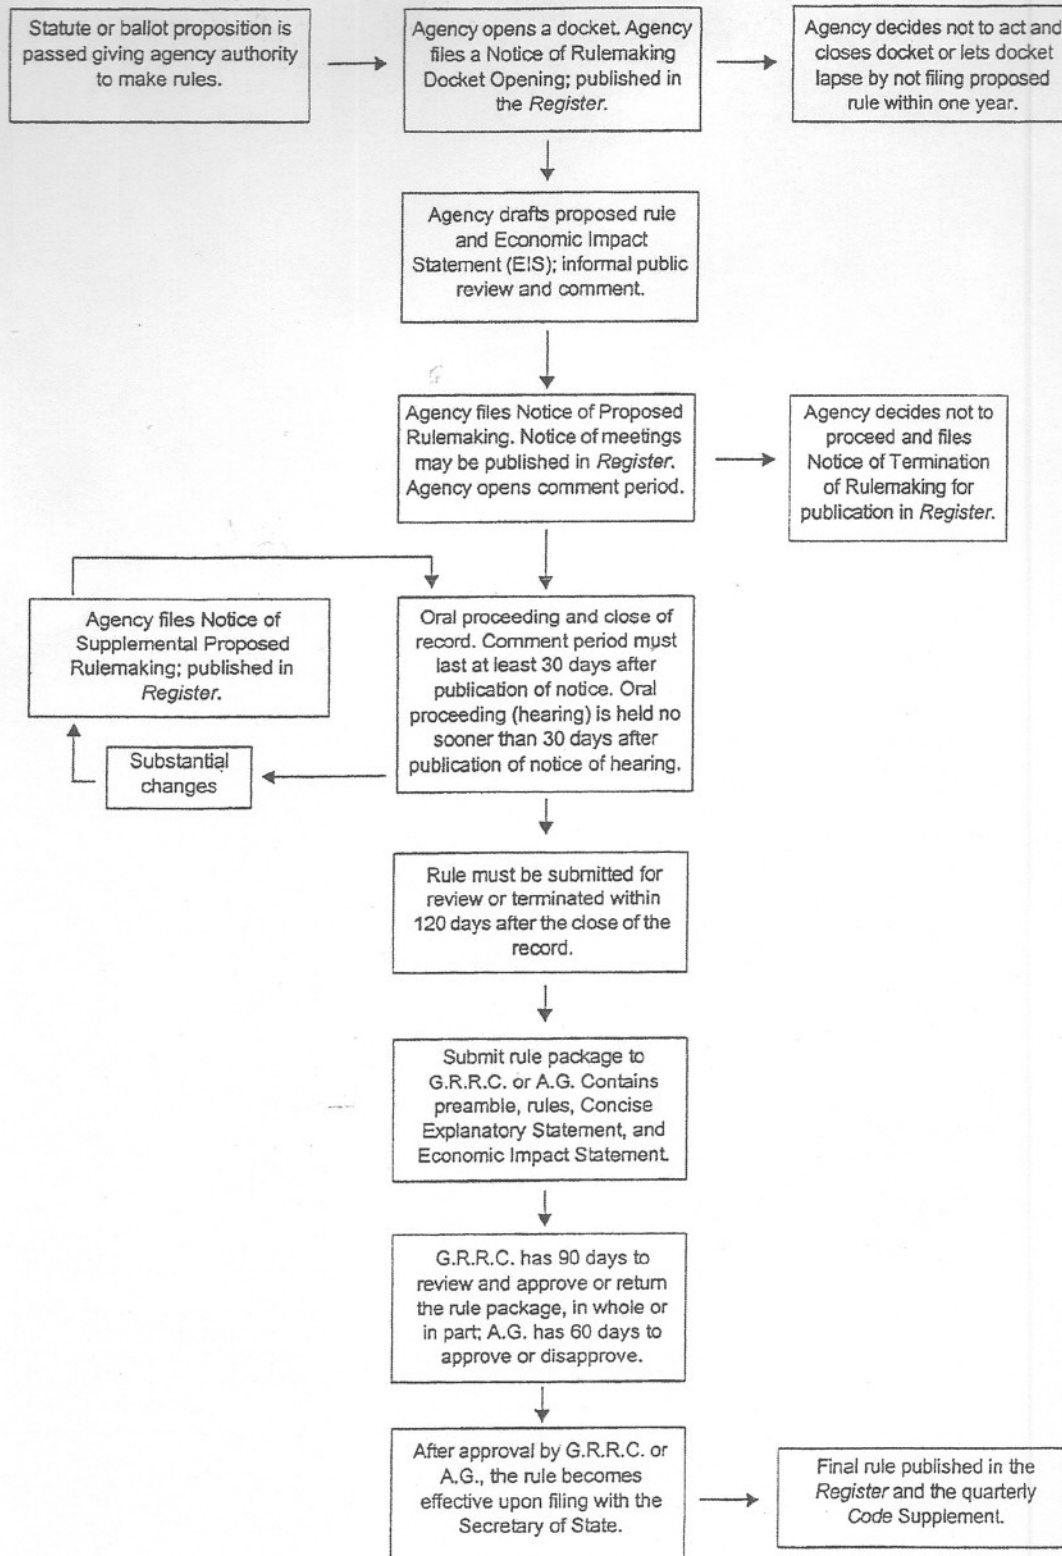 Statute or ballot proposition is
passed giving agency authority
to make rules.
Agency opens a docket. Agency
files a Notice of Rulemaking
Docket Opening; published in
the Register.
Agency decides not to act and
closes docket or lets docket
lapse by not filing proposed
rule within one year.
Agency drafts proposed rule
and Economic Impact
Statement (EIS); informal public
review and comment.
Agency files Notice of Proposed
Rulemaking. Notice of meetings
may be published in Register.
Agency opens comment period.
Agency decides not to
proceed and files
Notice of Termination
of Rulemaking for
publication in Register.
Agency files Notice of
Supplemental Proposed
Rulemaking; published in
Register.
Oral proceeding and close of
record. Comment period must
last at least 30 days after
publication of notice. Oral
proceeding (hearing) is held no
sooner than 30 days after
publication of notice of hearing.
Substantial
changes
Rule must be submitted for
review or terminated within
120 days after the close of the
record.
Submit rule package to
G.R.R.C. or A.G. Contains
preamble, rules, Concise
Explanatory Statement, and
Economic Impact Statement.
G.R.R.C. has 90 days to
review and approve or return
the rule package, in whole or
in part; A.G. has 60 days to
approve or disapprove.
After approval by G.R.R.C. or
A.G., the rule becomes
effective upon filing with the
Secretary of State.
Final rule published in the
Register and the quarterly
Code Supplement.